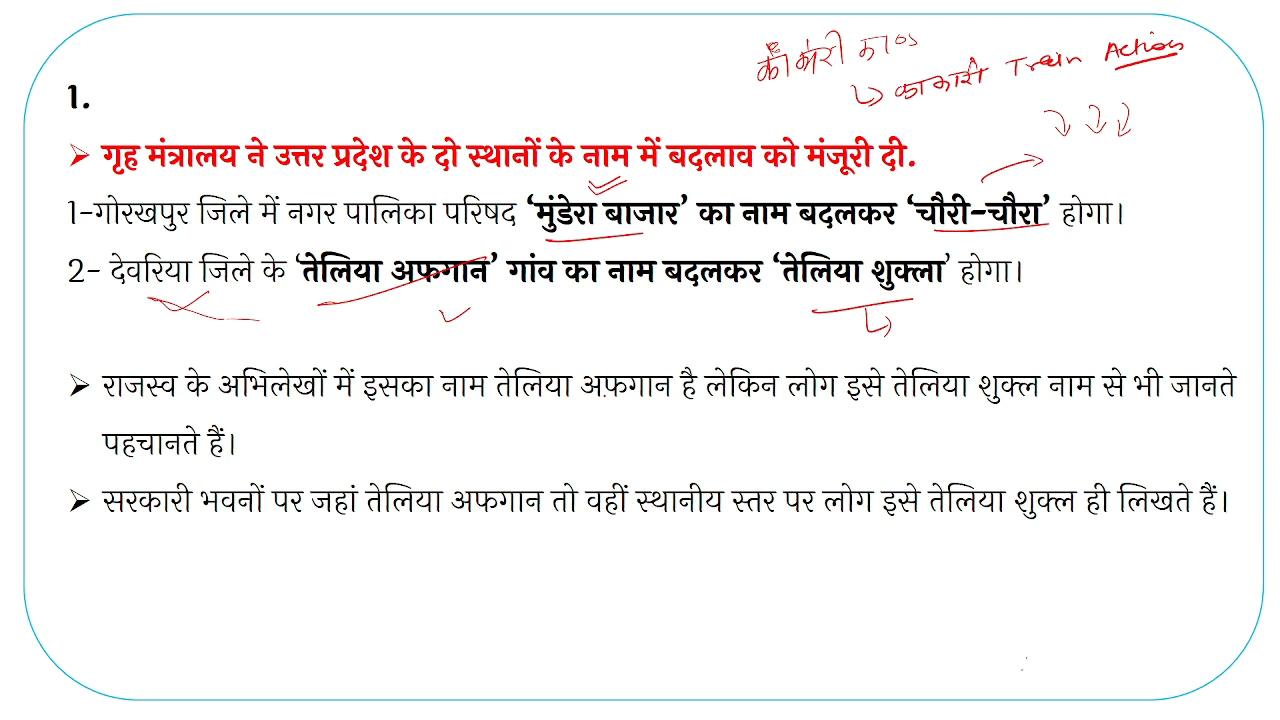 काकोरी काण्ड
↳ काकोरी Train Action
1.
➢ गृह मंत्रालय ने उत्तर प्रदेश के दो स्थानों के नाम में बदलाव को मंजूरी दी.
1-गोरखपुर जिले में नगर पालिका परिषद ‘मुंडेरा बाजार’ का नाम बदलकर ‘चौरी-चौरा’ होगा।
2- देवरिया जिले के ‘तेलिया अफगान’ गांव का नाम बदलकर ‘तेलिया शुक्ला’ होगा।
➢ राजस्व के अभिलेखों में इसका नाम तेलिया अफ़गान है लेकिन लोग इसे तेलिया शुक्ल नाम से भी जानते
पहचानते हैं।
➢ सरकारी भवनों पर जहां तेलिया अफगान तो वहीं स्थानीय स्तर पर लोग इसे तेलिया शुक्ल ही लिखते हैं।